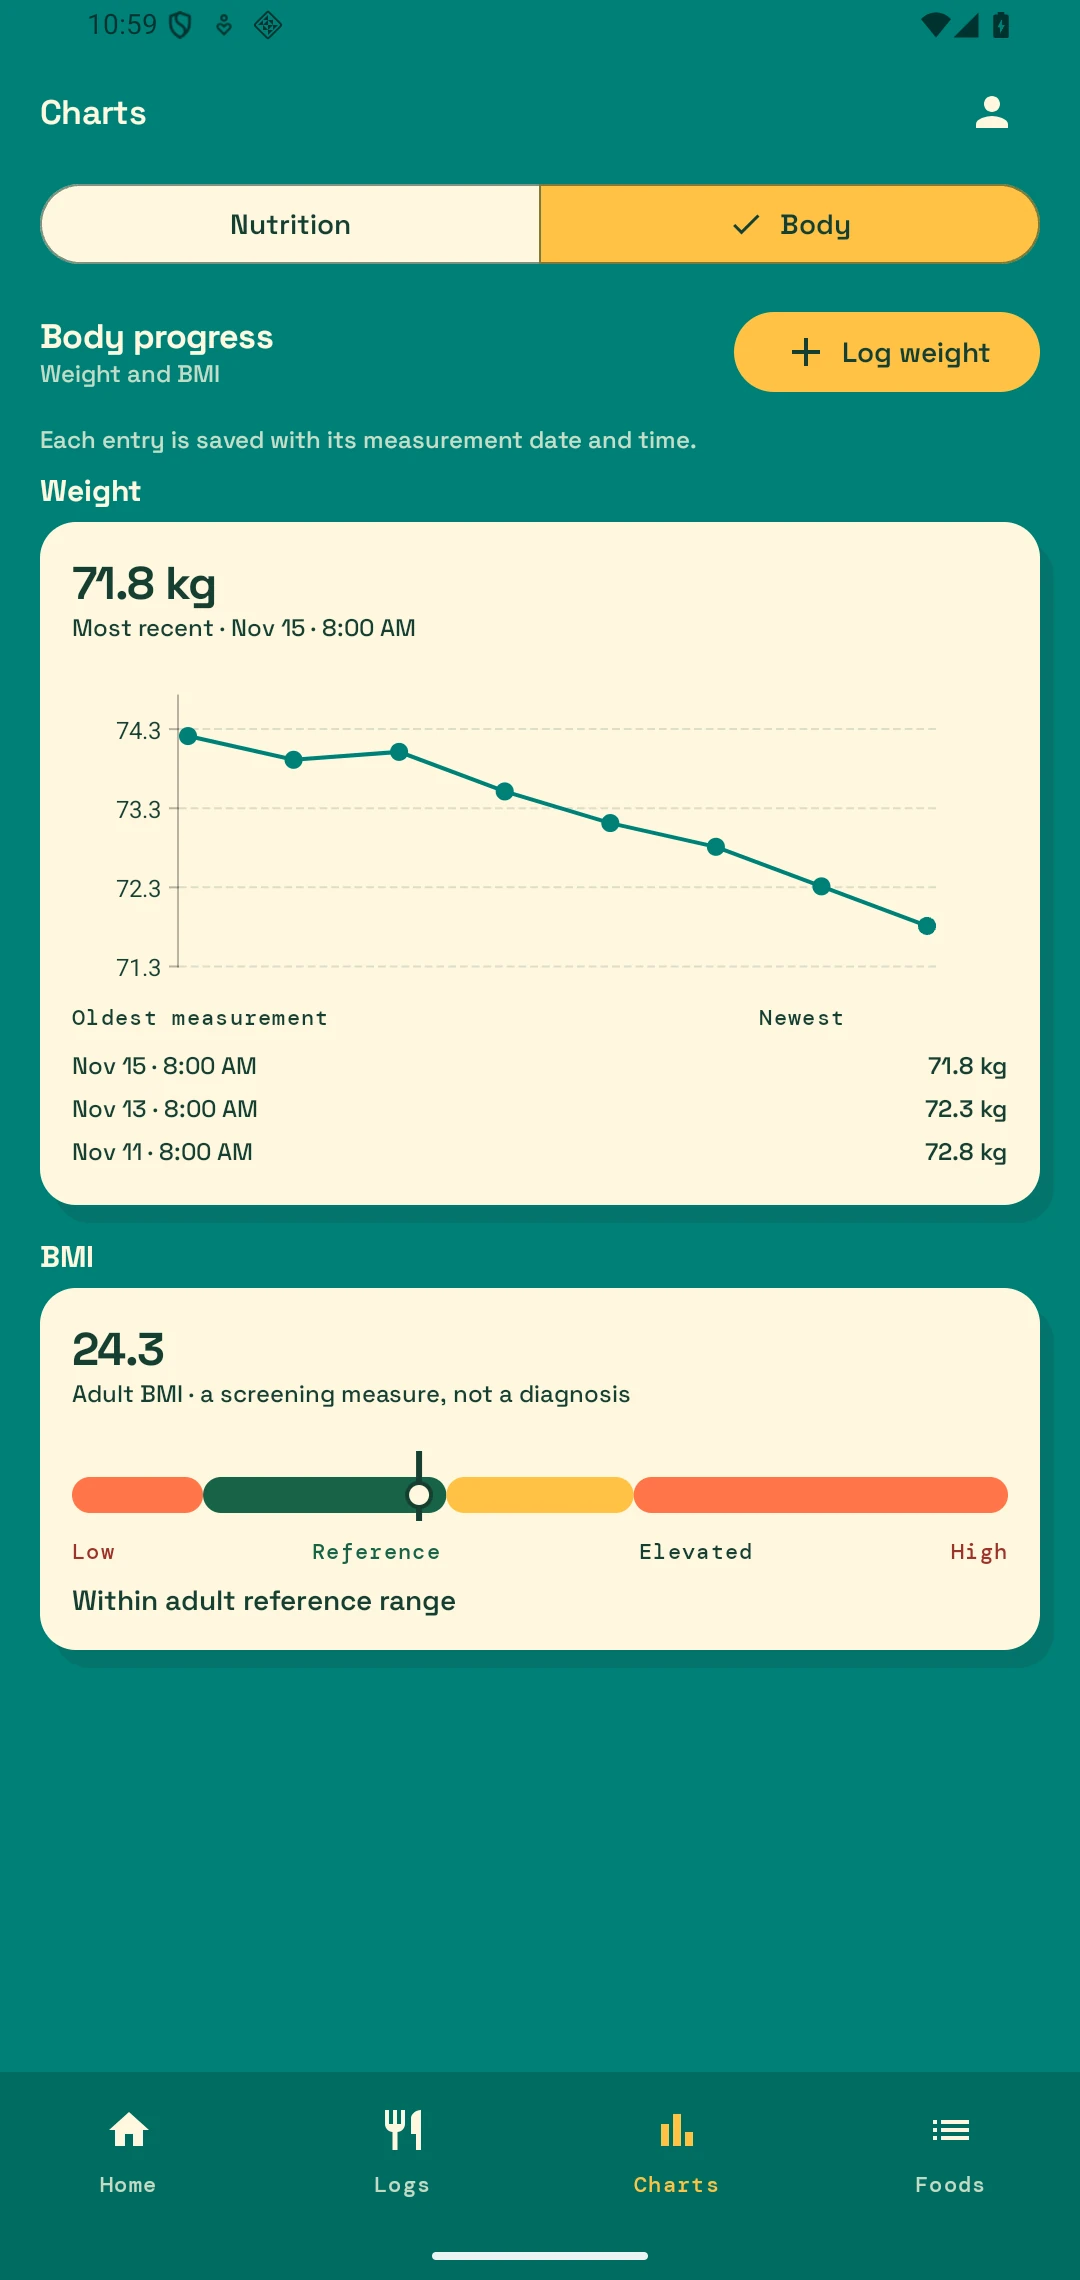 10:59
Charts
Nutrition
Body
Body progress
Log weight
Weight and BMI
Each entry is saved with its measurement date and time.
Weight
71.8 kg
Most recent · Nov 15 · 8:00 AM
74.3
73.3
72.3
71.3
Oldest measurement Newest
Nov 15 · 8:00 AM 71.8 kg
Nov 13 · 8:00 AM 72.3 kg
Nov 11 · 8:00 AM 72.8 kg
BMI
24.3
Adult BMI · a screening measure, not a diagnosis
Low Reference Elevated High
Within adult reference range
Home Logs Charts Foods